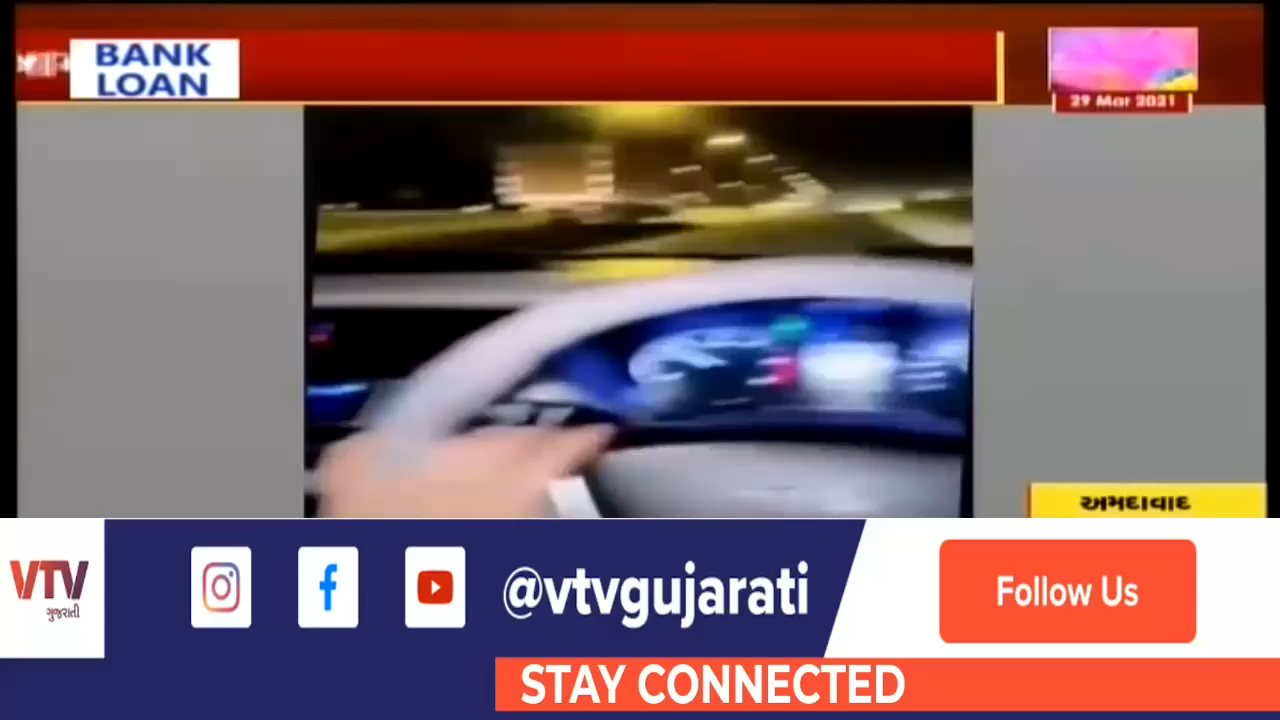 BANK
LOAN
29 Mar 2021
અમદાવાદ
VTV
ગુજરાતી
@vtvgujarati
Follow Us
STAY CONNECTED